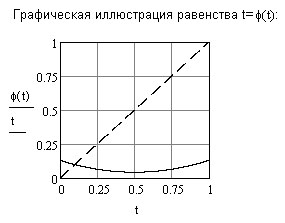 Графическая иллюстрация равенства t=ϕ(t):
1
0.75
ϕ(t)
0.5
t
0.25
0
0 0.25 0.5 0.75 1
t